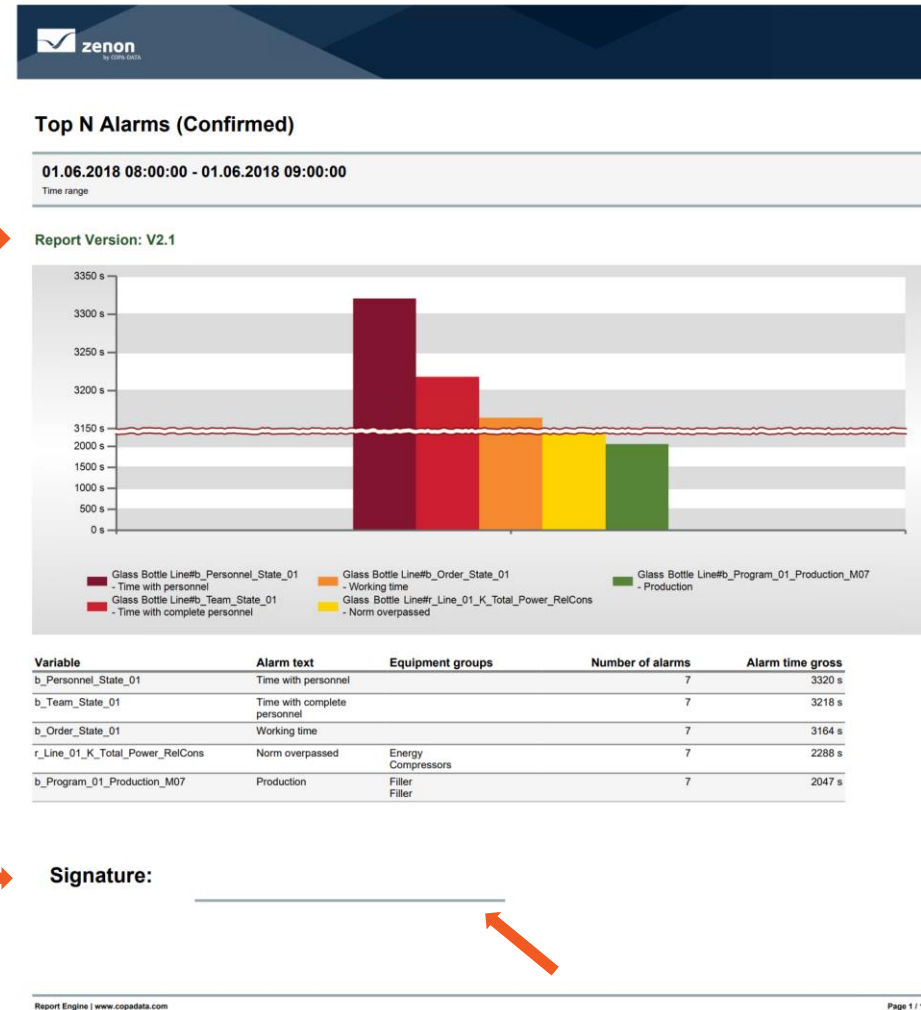 zenon
by COPA-DATA
Top N Alarms (Confirmed)
01.06.2018 08:00:00 - 01.06.2018 09:00:00
Time range
Report Version: V2.1
3350 s
3300 s
3250 s
3200 s
3150 s
2000 s
1500 s
1000 s
500 s
0 s
Glass Bottle Line#b_Personnel_State_01
- Time with personnel
Glass Bottle Line#b_Team_State_01
- Time with complete personnel
Glass Bottle Line#b_Order_State_01
- Working time
Glass Bottle Line#r_Line_01_K_Total_Power_RelCons
- Norm overpassed
Glass Bottle Line#b_Program_01_Production_M07
- Production
Variable Alarm text Equipment groups Number of alarms Alarm time gross
b_Personnel_State_01 Time with personnel 7 3320 s
b_Team_State_01 Time with complete 7 3218 s
personnel
b_Order_State_01 Working time 7 3164 s
r_Line_01_K_Total_Power_RelCons Norm overpassed Energy 7 2288 s
Compressors
b_Program_01_Production_M07 Production Filler 7 2047 s
Filler
Signature:
Report Engine | www.copadata.com Page 1 /